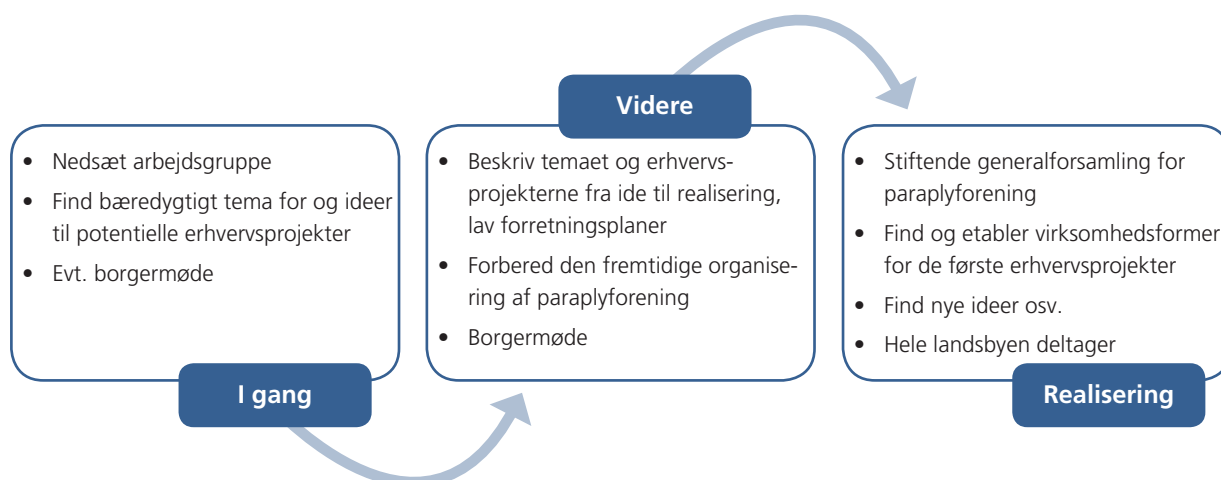 • Nedsæt arbejdsgruppe
• Find bæredygtigt tema for og ideer
til potentielle erhvervsprojekter
• Evt. borgermøde
I gang
Videre
• Beskriv temaet og erhvervs-
projekterne fra ide til realisering,
lav forretningsplaner
• Forbered den fremtidige organise-
ring af paraplyforening
• Borgermøde
• Stiftende generalforsamling for
paraplyforening
• Find og etabler virksomhedsformer
for de første erhvervsprojekter
• Find nye ideer osv.
• Hele landsbyen deltager
Realisering